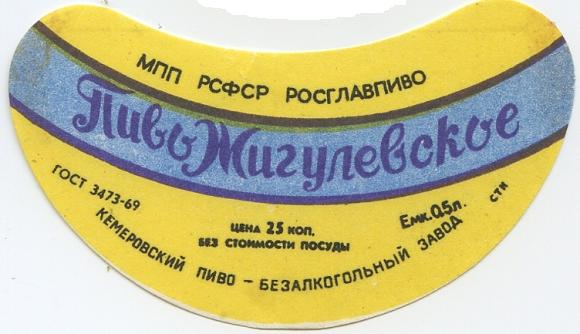 МПП РСФСР РОСГЛАВПИВО
Пиво Жигулевское
ГОСТ 3473-69
ЦЕНА 25 КОП.
БЕЗ СТОИМОСТИ ПОСУДЫ
Емк. 0,5 л.
сти
КЕМЕРОВСКИЙ ПИВО - БЕЗАЛКОГОЛЬНЫЙ ЗАВОД